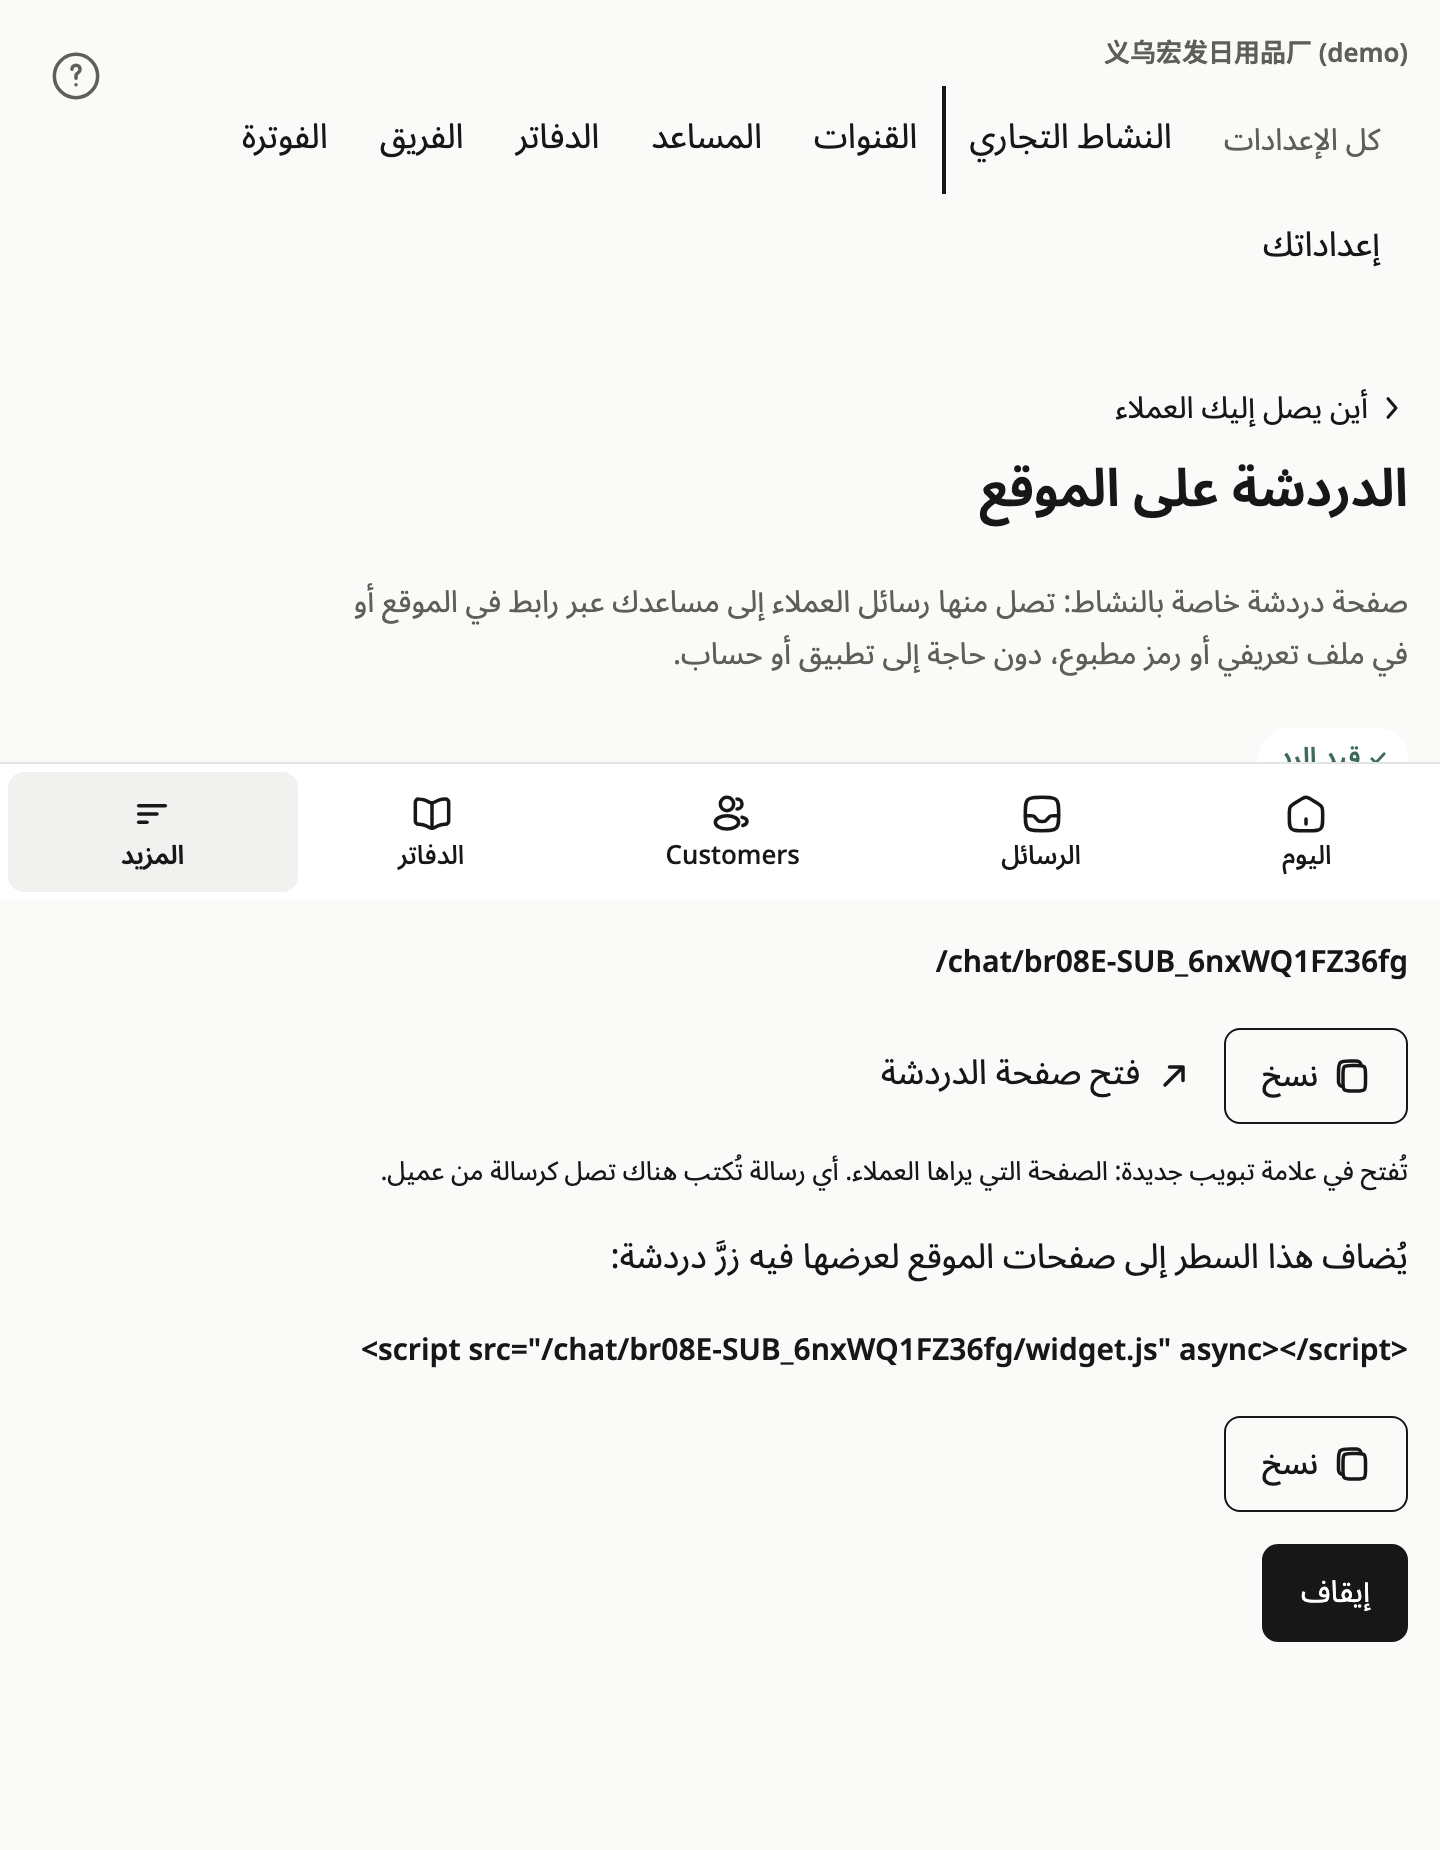 义乌宏发日用品厂 (demo)
كل الإعدادات
النشاط التجاري
القنوات
المساعد
الدفاتر
الفريق
الفوترة
إعداداتك
أين يصل إليك العملاء
الدردشة على الموقع
صفحة دردشة خاصة بالنشاط: تصل منها رسائل العملاء إلى مساعدك عبر رابط في الموقع أو
في ملف تعريفي أو رمز مطبوع، دون حاجة إلى تطبيق أو حساب.
قيد الرد
اليوم
الرسائل
Customers
الدفاتر
المزيد
/chat/br08E-SUB_6nxWQ1FZ36fg
نسخ
فتح صفحة الدردشة
تُفتح في علامة تبويب جديدة: الصفحة التي يراها العملاء. أي رسالة تُكتب هناك تصل كرسالة من عميل.
يُضاف هذا السطر إلى صفحات الموقع لعرضها فيه زرَّ دردشة:
<script src="/chat/br08E-SUB_6nxWQ1FZ36fg/widget.js" async></script>
نسخ
إيقاف